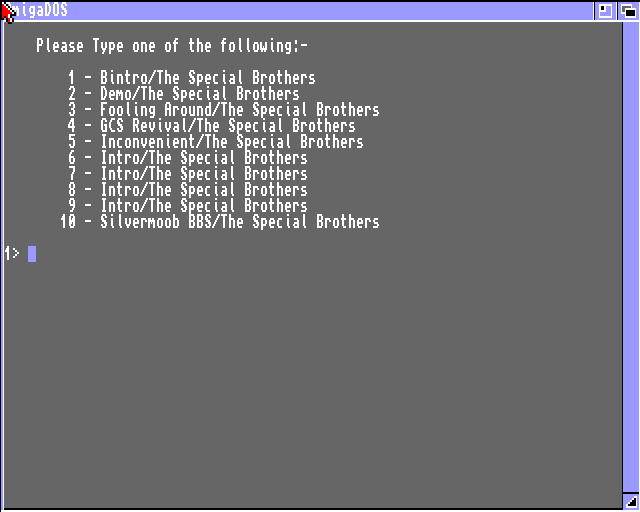 migaDOS
Please Type one of the following:-
1 - Bintro/The Special Brothers
2 - Demo/The Special Brothers
3 - Fooling Around/The Special Brothers
4 - GCS Revival/The Special Brothers
5 - Inconvenient/The Special Brothers
6 - Intro/The Special Brothers
7 - Intro/The Special Brothers
8 - Intro/The Special Brothers
9 - Intro/The Special Brothers
10 - Silvermoob BBS/The Special Brothers
1>